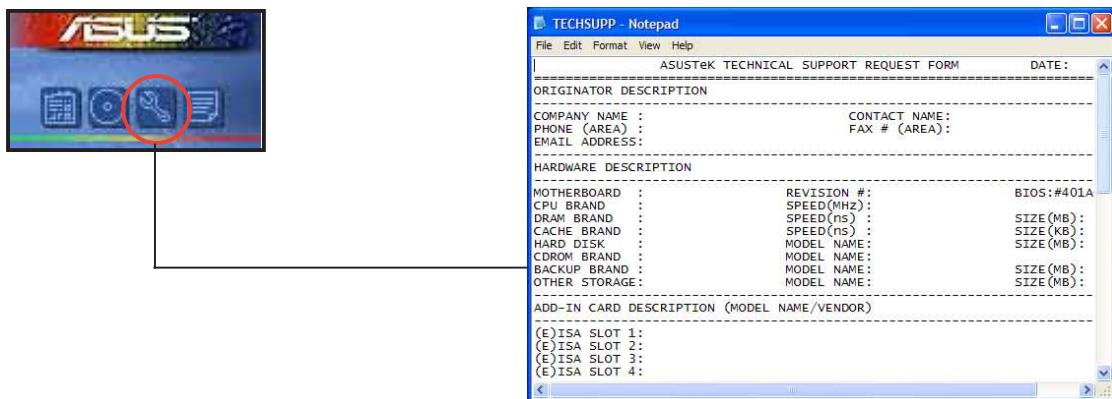 ASUS
TECHSUPP - Notepad
File Edit Format View Help
ASUSTeK TECHNICAL SUPPORT REQUEST FORM DATE:
==========================================================================
ORIGINATOR DESCRIPTION
--------------------------------------------------------------------------
COMPANY NAME : CONTACT NAME:
PHONE (AREA) : FAX # (AREA):
EMAIL ADDRESS:
--------------------------------------------------------------------------
HARDWARE DESCRIPTION
--------------------------------------------------------------------------
MOTHERBOARD : REVISION #: BIOS:#401A
CPU BRAND : SPEED(MHz):
DRAM BRAND : SPEED(ns) : SIZE(MB):
CACHE BRAND : SPEED(ns) : SIZE(KB):
HARD DISK : MODEL NAME: SIZE(MB):
CDROM BRAND : MODEL NAME:
BACKUP BRAND : MODEL NAME: SIZE(MB):
OTHER STORAGE: MODEL NAME: SIZE(MB):
--------------------------------------------------------------------------
ADD-IN CARD DESCRIPTION (MODEL NAME/VENDOR)
--------------------------------------------------------------------------
(E)ISA SLOT 1:
(E)ISA SLOT 2:
(E)ISA SLOT 3:
(E)ISA SLOT 4: